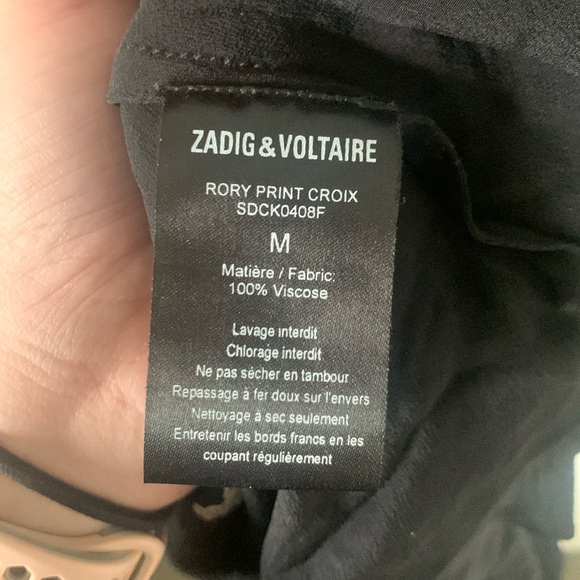 ZADIG & VOLTAIRE
RORY PRINT CROIX
SDCK0408F
M
Matière / Fabric:
100% Viscose
Lavage interdit
Chlorage interdit
Ne pas sécher en tambour
Repassage à fer doux sur l'envers
Nettoyage à sec seulement
Entretenir les bords francs en les
coupant régulièrement